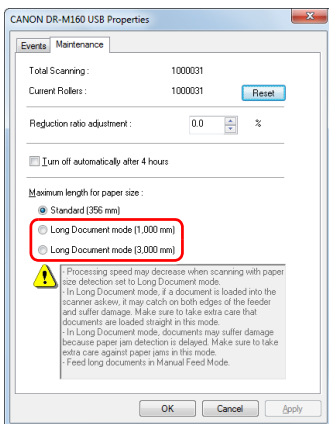 CANON DR-M160 USB Properties
Events Maintenance
Total Scanning : 1000031
Current Rollers : 1000031 Reset
Reduction ratio adjustment : 0.0 %
Turn off automatically after 4 hours
Maximum length for paper size :
Standard (356 mm)
Long Document mode (1,000 mm)
Long Document mode (3,000 mm)
- Processing speed may decrease when scanning with paper
size detection set to Long Document mode.
- In Long Document mode, if a document is loaded into the
scanner askew, it may catch on both edges of the feeder
and suffer damage. Make sure to take extra care that
documents are loaded straight in this mode.
- In Long Document mode, documents may suffer damage
because paper jam detection is delayed. Make sure to take
extra care against paper jams in this mode.
- Feed long documents in Manual Feed Mode.
OK Cancel Apply